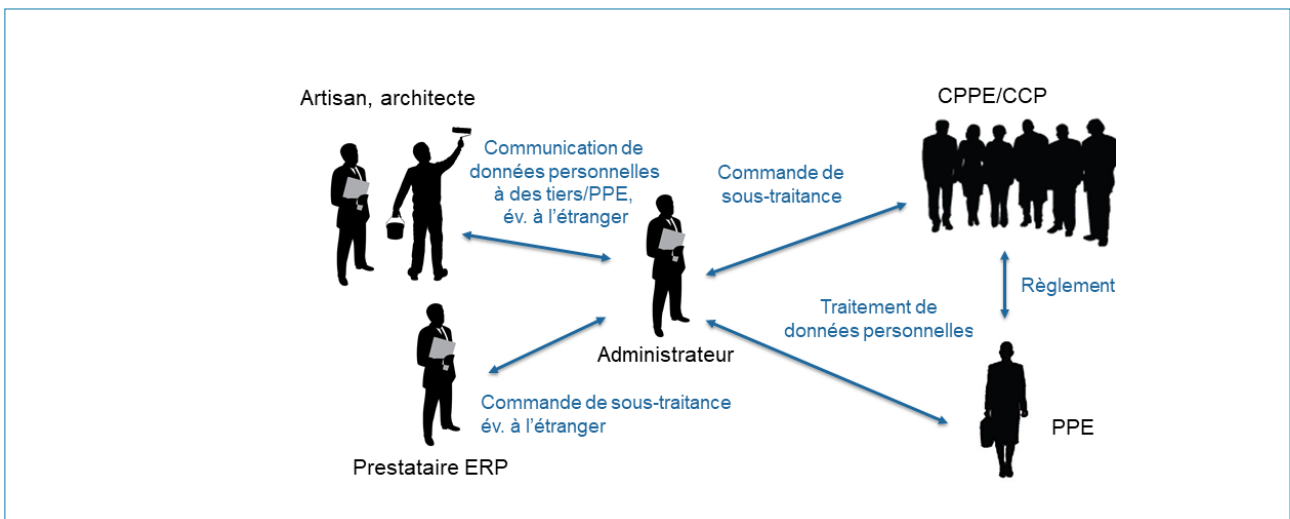 Artisan, architecte
CPPE/CCP
Communication de
données personnelles
à des tiers/PPE,
év. à l’étranger
Commande de
sous-traitance
Règlement
Traitement de
données personnelles
Administrateur
Commande de sous-traitance
év. à l’étranger
PPE
Prestataire ERP